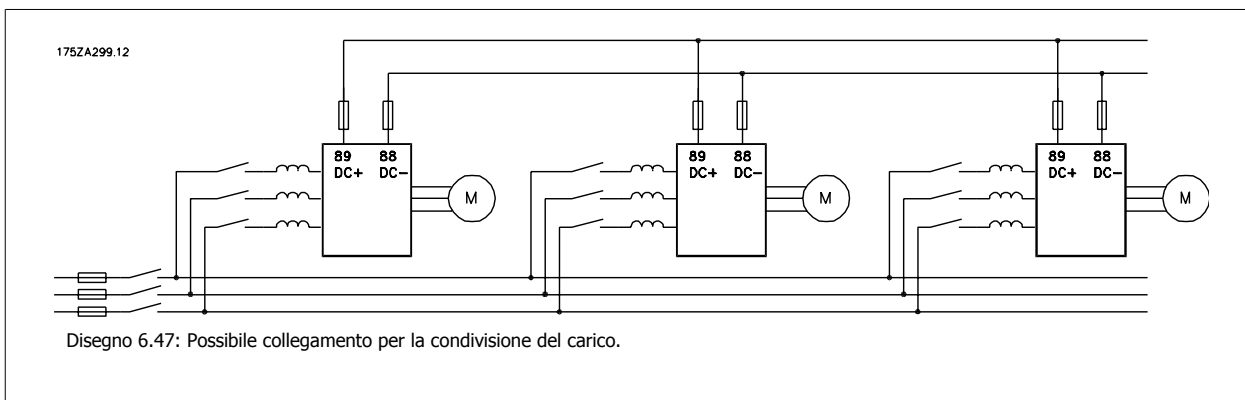 175ZA299.12
89 88
DC+ DC-
M
89 88
DC+ DC-
M
89 88
DC+ DC-
M
Disegno 6.47: Possibile collegamento per la condivisione del carico.